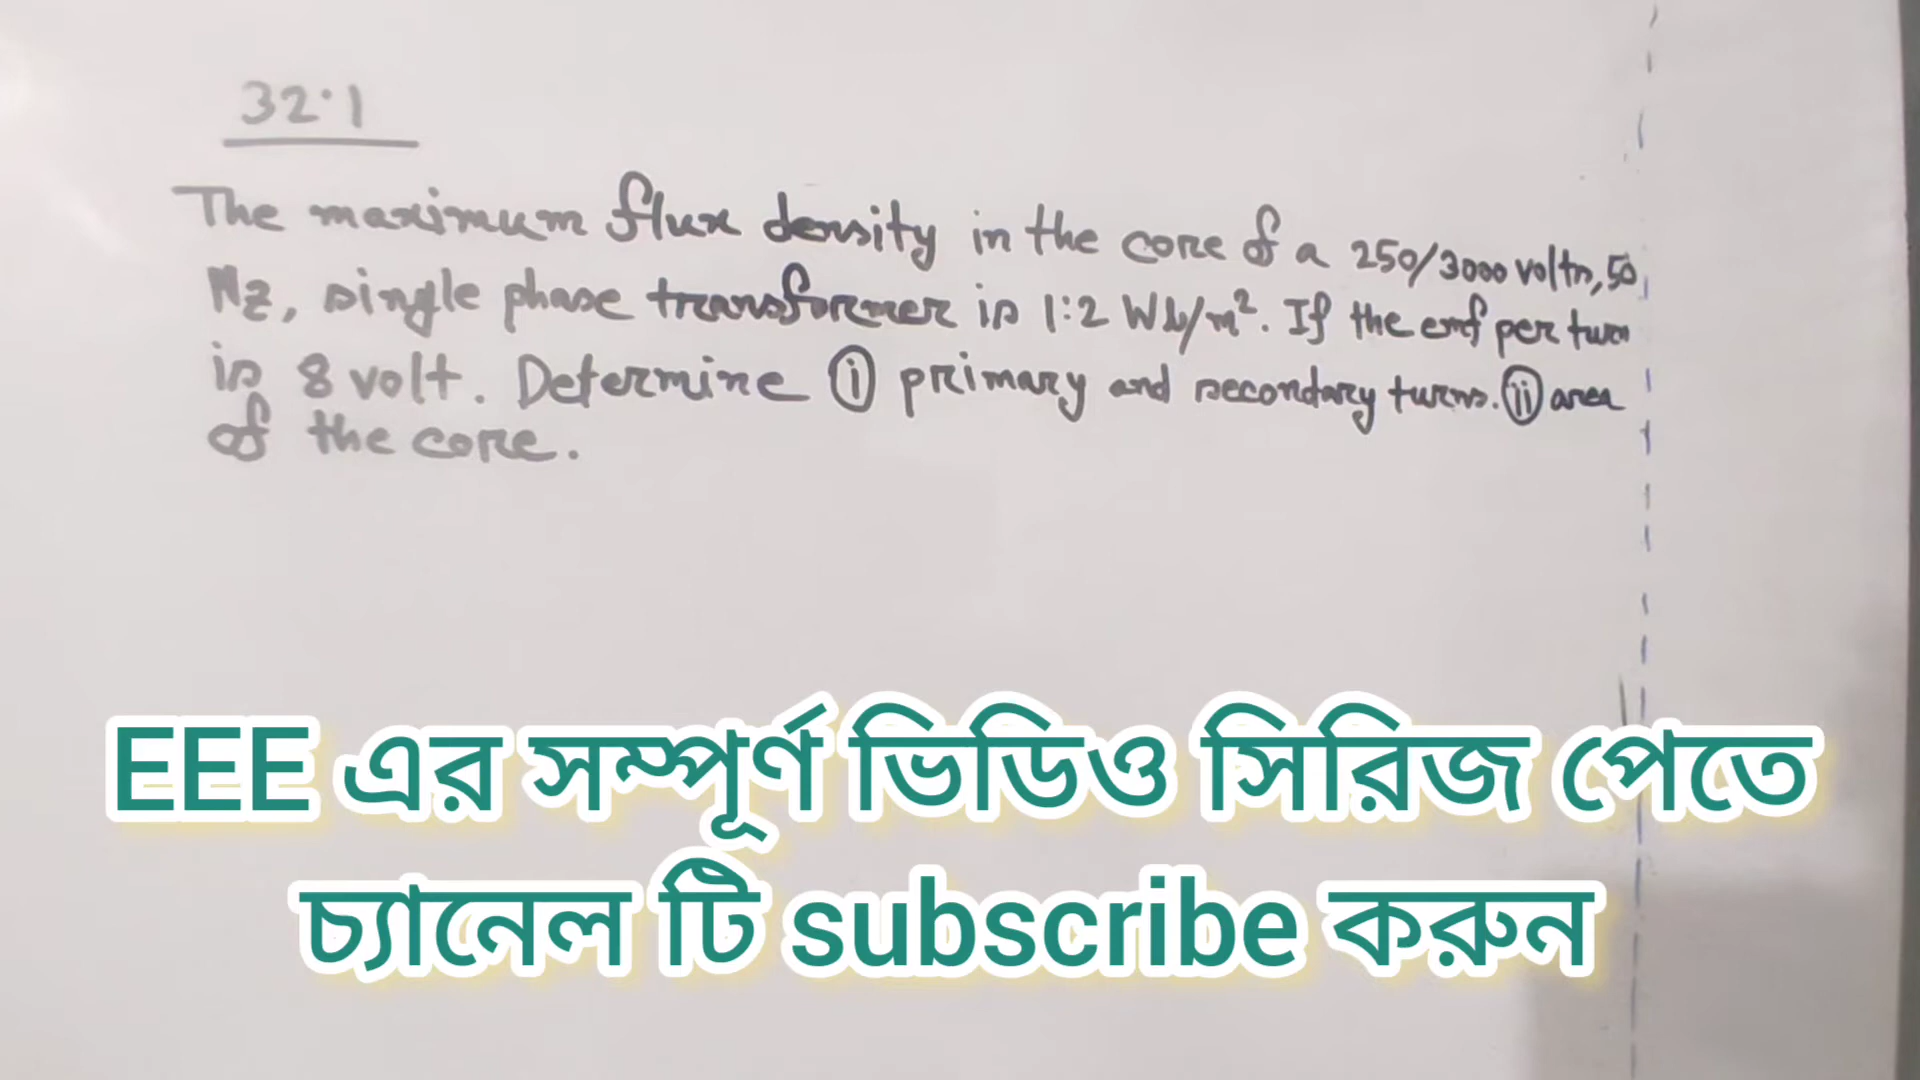 32.1
The maximum flux density in the core of a 250/3000 volts, 50
Hz, single phase transformer is 1:2 Wb/m². If the emf per turn
is 8 volt. Determine ⓘ primary and secondary turns. ⓘⓘ area
of the core.
EEE এর সম্পূর্ণ ভিডিও সিরিজ পেতে
চ্যানেল টি subscribe করুন